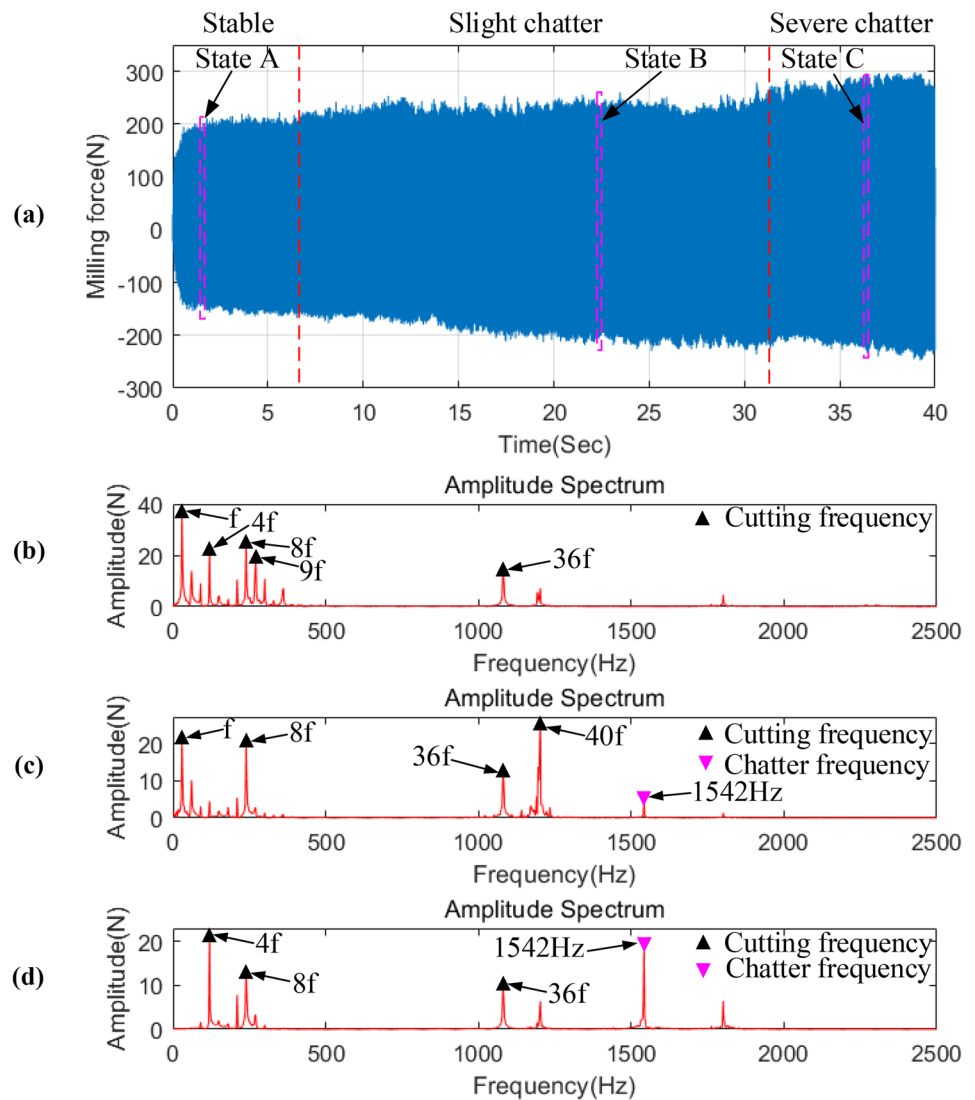 Stable Slight chatter Severe chatter
State A State B State C
300
200
100
0
-100
-200
-300
Milling force(N)
(a)
0 5 10 15 20 25 30 35 40
Time(Sec)
Amplitude Spectrum
(b)
Amplitude(N)
40
20
0
f 4f 8f 9f 36f
Cutting frequency
0 500 1000 1500 2000 2500
Frequency(Hz)
Amplitude Spectrum
(c)
Amplitude(N)
20
10
0
f 8f 36f 40f 1542Hz
Cutting frequency
Chatter frequency
0 500 1000 1500 2000 2500
Frequency(Hz)
Amplitude Spectrum
(d)
Amplitude(N)
20
10
0
4f 8f 36f 1542Hz
Cutting frequency
Chatter frequency
0 500 1000 1500 2000 2500
Frequency(Hz)